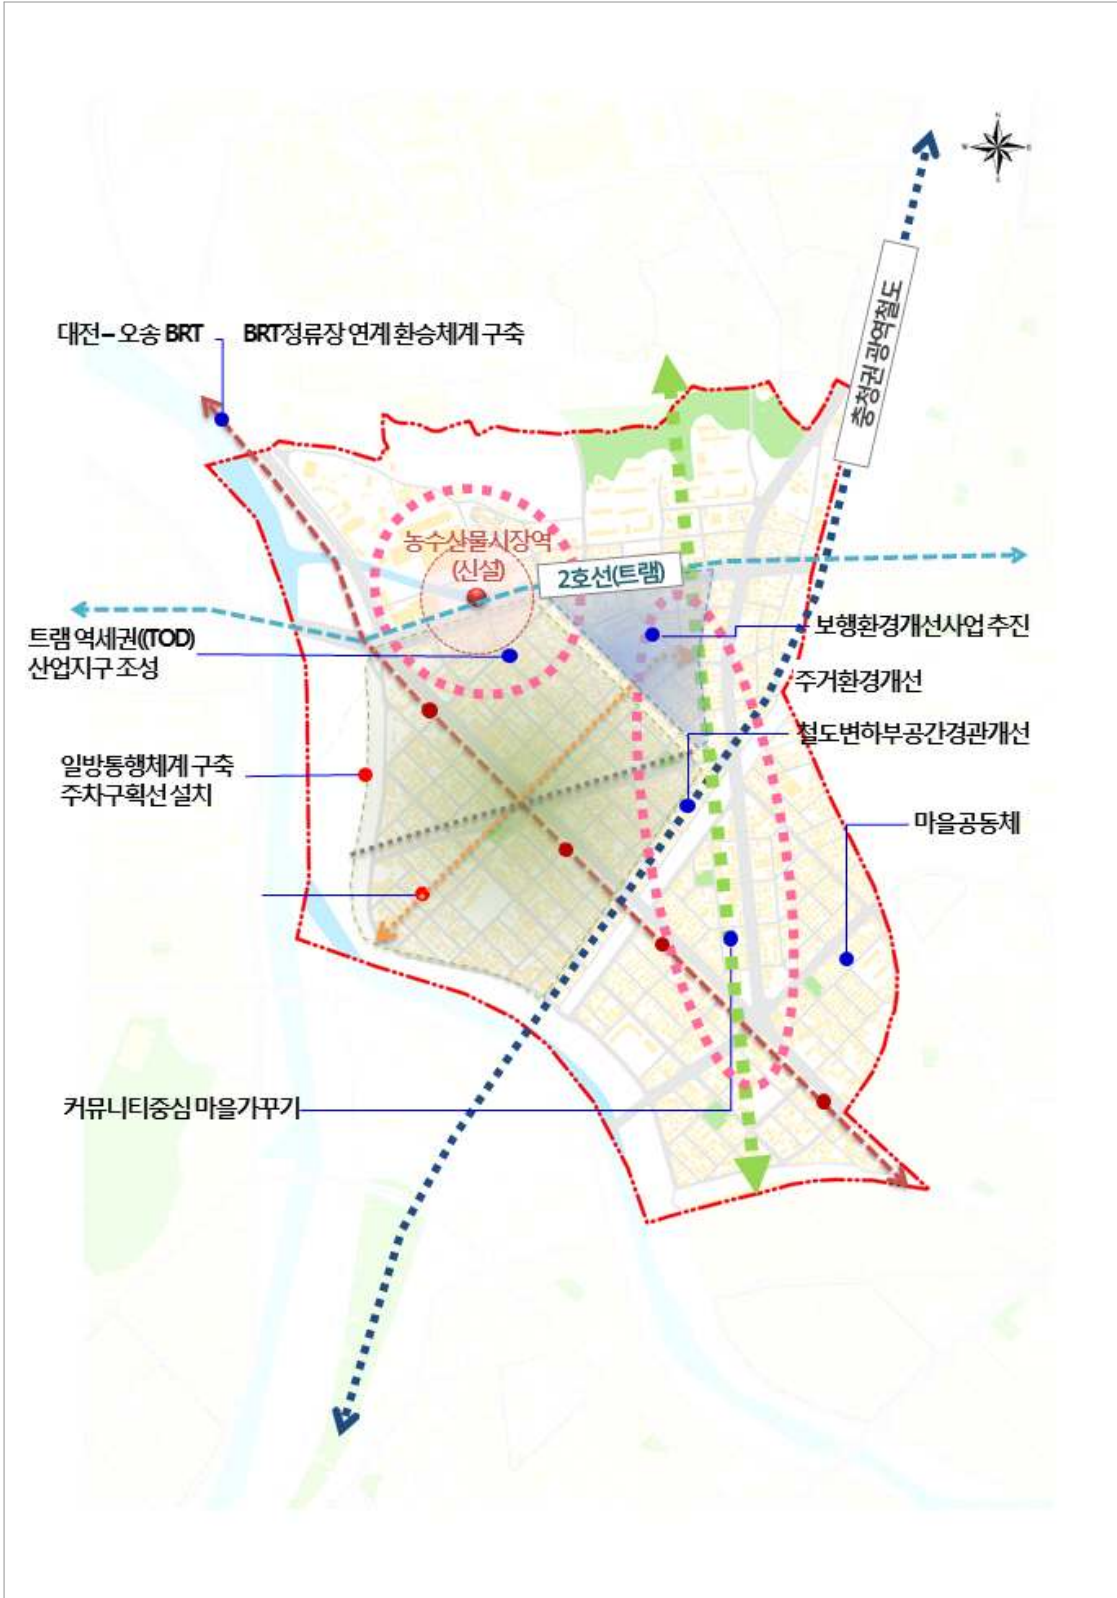 N
W
E
S
충청권 광역철도
대전 – 오송 BRT
BRT정류장 연계 환승체계 구축
농수산물시장역
(신설)
2호선(트램)
트램 역세권((TOD)
산업지구 조성
보행환경개선사업 추진
주거환경개선
철도변하부공간경관개선
일방통행체계 구축
주차구획선 설치
마을공동체
커뮤니티중심 마을가꾸기